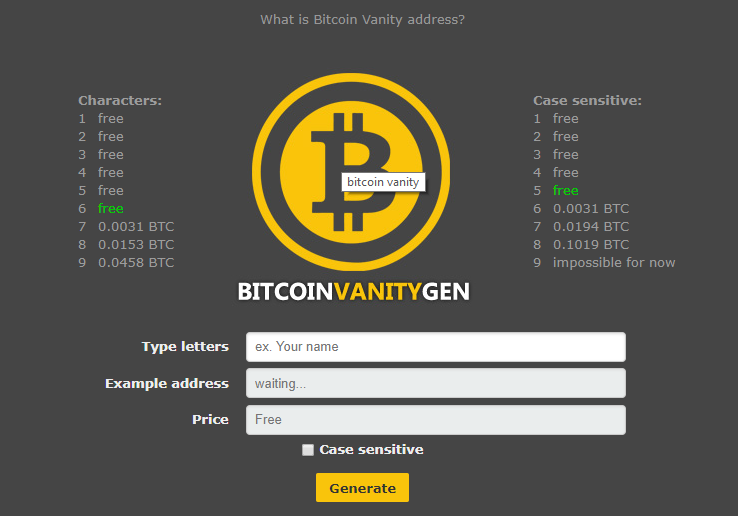 What is Bitcoin Vanity address?
Characters:
1 free
2 free
3 free
4 free
5 free
6 free
7 0.0031 BTC
8 0.0153 BTC
9 0.0458 BTC
bitcoin vanity
BITCOINVANITYGEN
Case sensitive:
1 free
2 free
3 free
4 free
5 free
6 0.0031 BTC
7 0.0194 BTC
8 0.1019 BTC
9 impossible for now
Type letters ex. Your name
Example address waiting...
Price Free
Case sensitive
Generate